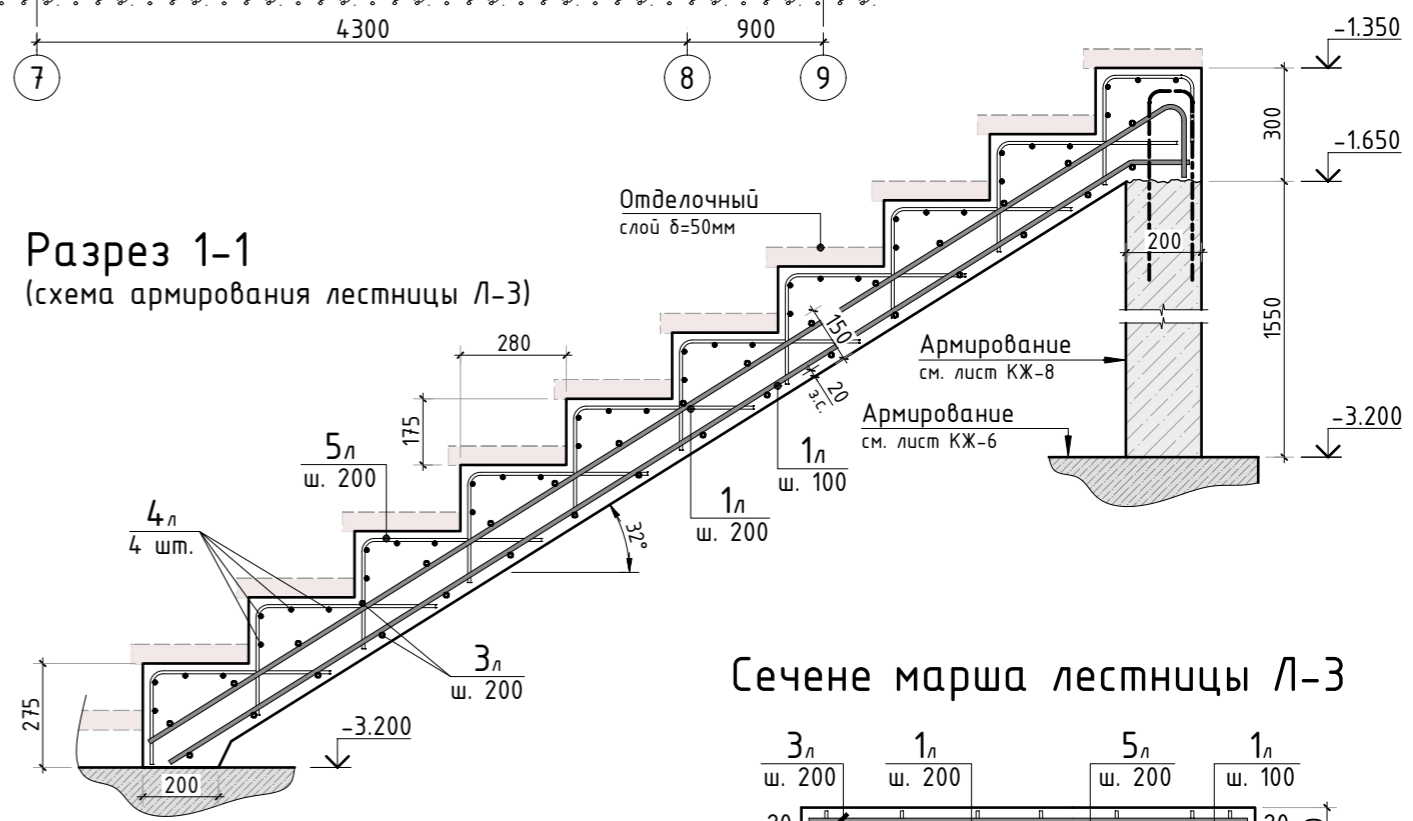 4300
900
7
8
9
-1.350
300
-1.650
Отделочный
слой δ=50мм
Разрез 1-1
(схема армирования лестницы Л-3)
200
1550
280
150
Армирование
см. лист КЖ-8
20
з.с.
175
Армирование
см. лист КЖ-6
-3.200
5л
ш. 200
1л
ш. 100
1л
ш. 200
4л
4 шт.
32°
3л
ш. 200
275
-3.200
200
Сечене марша лестницы Л-3
3л
ш. 200
1л
ш. 200
5л
ш. 200
1л
ш. 100
20
20